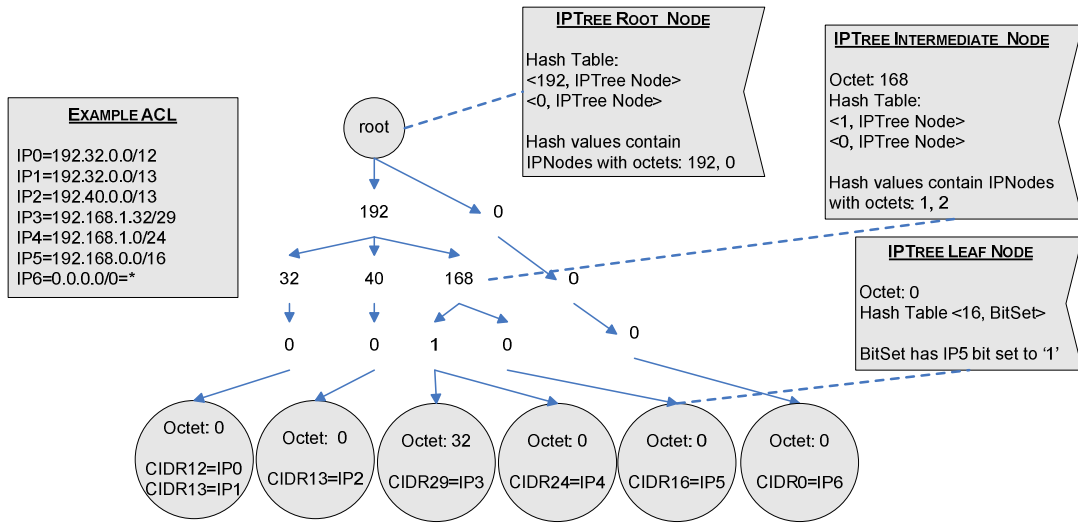 EXAMPLE ACL
IP0=192.32.0.0/12
IP1=192.32.0.0/13
IP2=192.40.0.0/13
IP3=192.168.1.32/29
IP4=192.168.1.0/24
IP5=192.168.0.0/16
IP6=0.0.0.0/0=*
IPTREE ROOT NODE
Hash Table:
<192, IPTree Node>
<0, IPTree Node>
Hash values contain
IPNodes with octets: 192, 0
IPTREE INTERMEDIATE NODE
Octet: 168
Hash Table:
<1, IPTree Node>
<0, IPTree Node>
Hash values contain IPNodes
with octets: 1, 2
IPTREE LEAF NODE
Octet: 0
Hash Table <16, BitSet>
BitSet has IP5 bit set to ‘1’
root
192
0
32
40
168
0
0
0
1
0
0
Octet: 0
CIDR12=IP0
CIDR13=IP1
Octet: 0
CIDR13=IP2
Octet: 32
CIDR29=IP3
Octet: 0
CIDR24=IP4
Octet: 0
CIDR16=IP5
Octet: 0
CIDR0=IP6